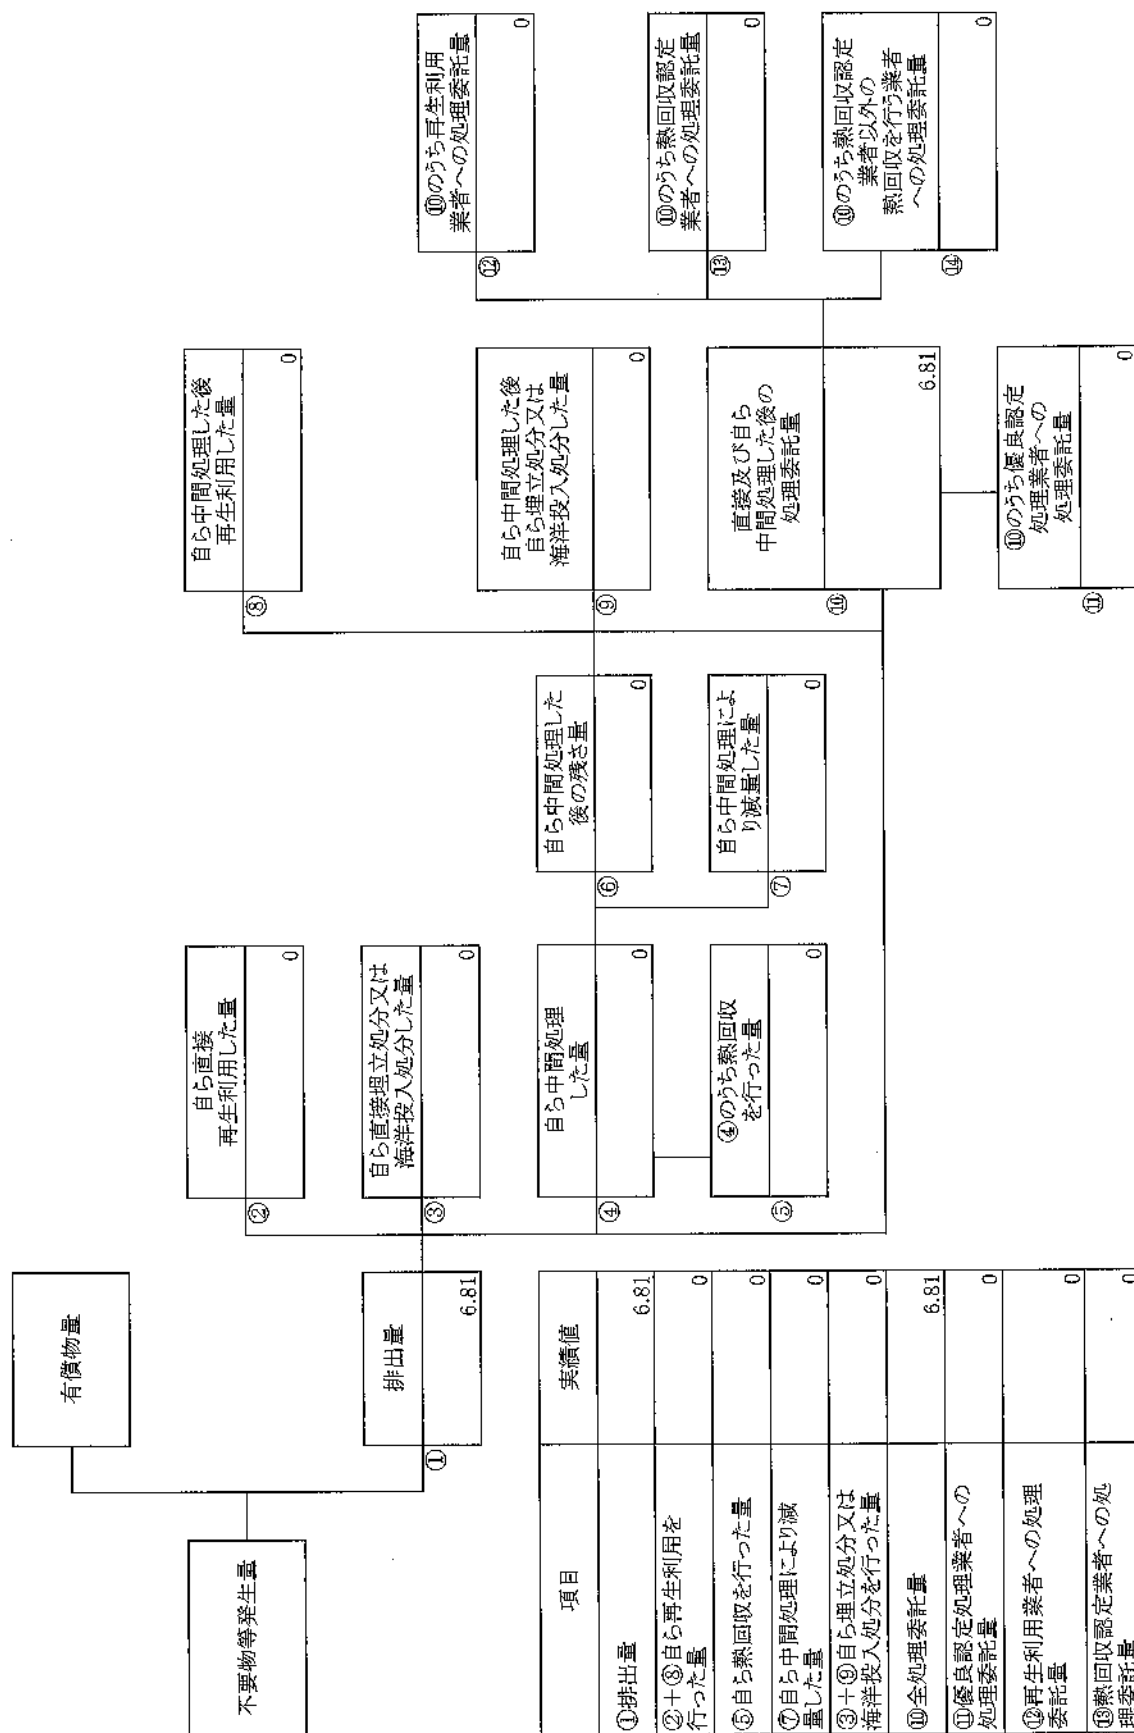 不要物等発生量
有償物量
①
排出量
6.81
②
自ら直接
再生利用した量
0
③
自ら直接埋立処分又は
海洋投入処分した量
0
④
自ら中間処理
した量
0
⑤
④のうち熱回収
を行った量
0
⑥
自ら中間処理した
後の残さ量
0
⑦
自ら中間処理によ
り減量した量
0
⑧
自ら中間処理した後
再生利用した量
0
⑨
自ら中間処理した後
自ら埋立処分又は
海洋投入処分した量
0
⑩
直接及び自ら
中間処理した後の
処理委託量
6.81
⑪
⑩のうち優良認定
処理業者への
処理委託量
0
⑫
⑩のうち再生利用
業者への処理委託量
0
⑬
⑩のうち熱回収認定
業者への処理委託量
0
⑭
⑩のうち熱回収認定
業者以外の
熱回収を行う業者
への処理委託量
0
項目 実績値
①排出量 6.81
②+⑧自ら再生利用を
行った量 0
⑤自ら熱回収を行った量 0
⑦自ら中間処理により減
量した量 0
③+⑨自ら埋立処分又は
海洋投入処分を行った量 0
⑩全処理委託量 6.81
⑪優良認定処理業者への
処理委託量 0
⑫再生利用業者への処理
委託量 0
⑬熱回収認定業者への処
理委託量 0